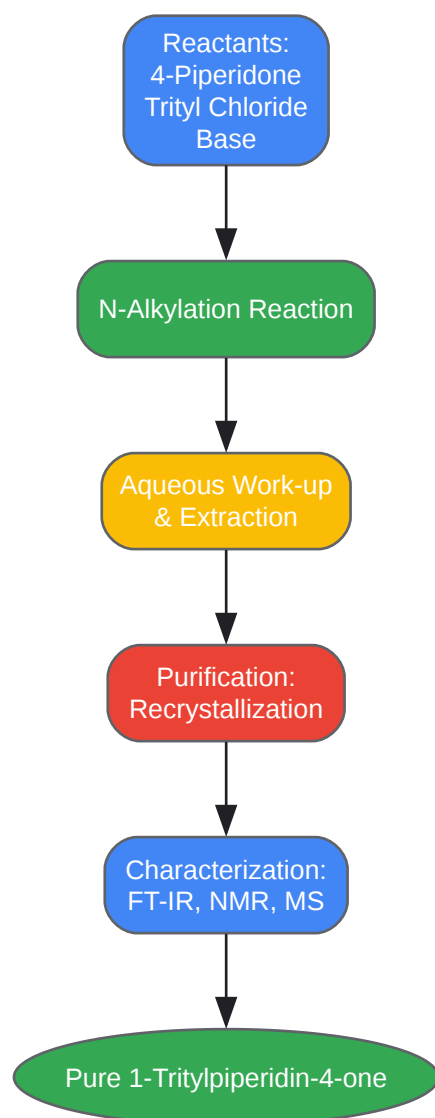 Reactants:
4-Piperidone
Trityl Chloride
Base
N-Alkylation Reaction
Aqueous Work-up
& Extraction
Purification:
Recrystallization
Characterization:
FT-IR, NMR, MS
Pure 1-Tritylpiperidin-4-one